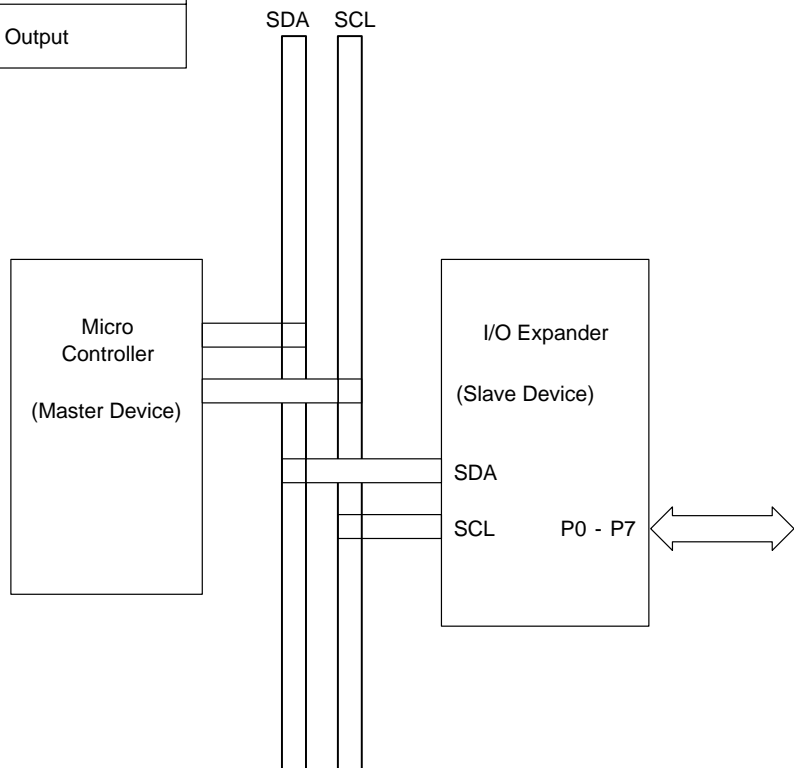 Output
SDA SCL
Micro
Controller
(Master Device)
I/O Expander
(Slave Device)
SDA
SCL P0 - P7